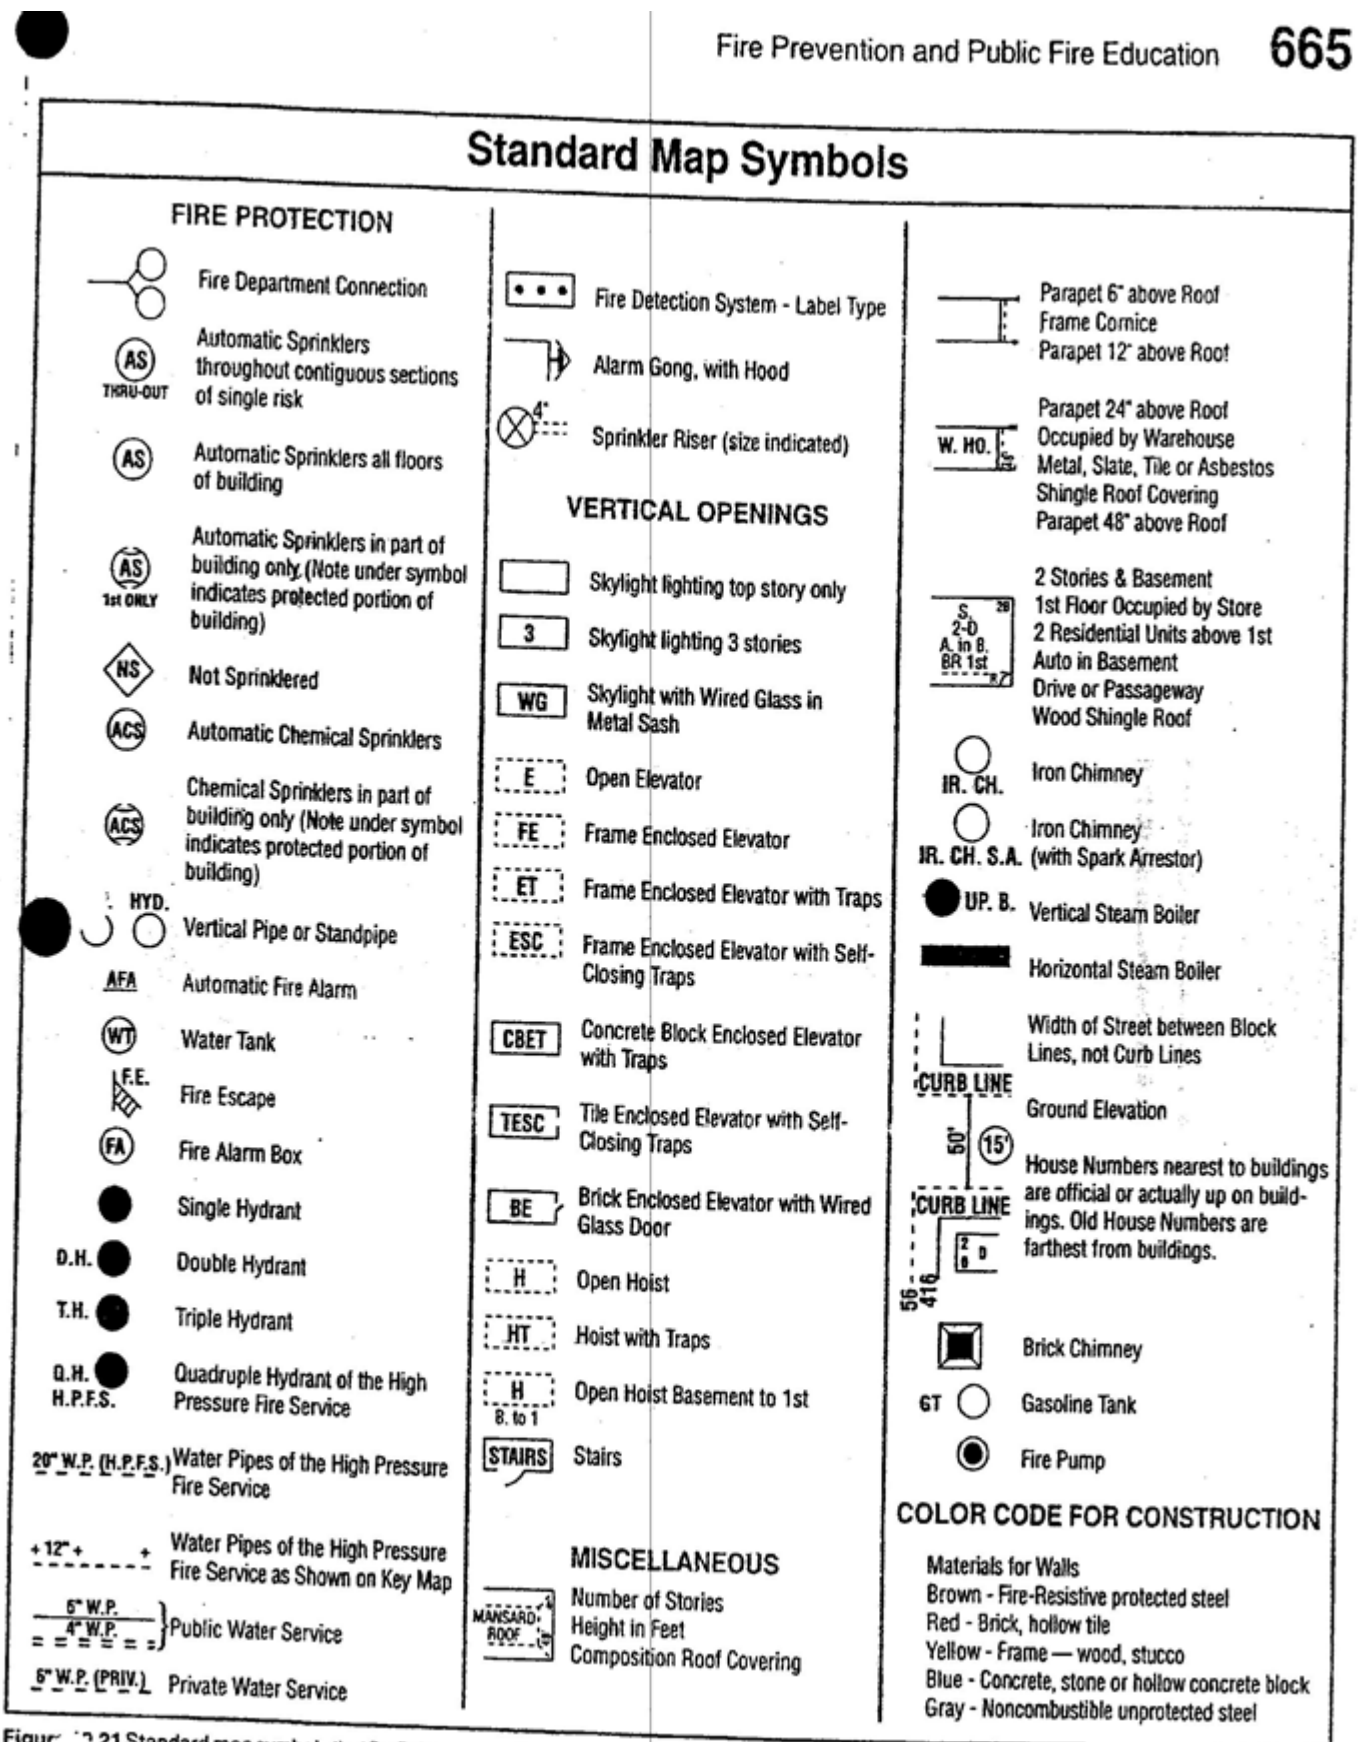 Fire Prevention and Public Fire Education 665
Standard Map Symbols
FIRE PROTECTION
Fire Department Connection
AS
THRU-OUT
Automatic Sprinklers
throughout contiguous sections
of single risk
AS
Automatic Sprinklers all floors
of building
AS
1st ONLY
Automatic Sprinklers in part of
building only (Note under symbol
indicates protected portion of
building)
NS
Not Sprinklered
ACS
Automatic Chemical Sprinklers
ACS
Chemical Sprinklers in part of
building only (Note under symbol
indicates protected portion of
building)
HYD.
Vertical Pipe or Standpipe
AFA
Automatic Fire Alarm
WT
Water Tank
F.E.
Fire Escape
FA
Fire Alarm Box
Single Hydrant
D.H.
Double Hydrant
T.H.
Triple Hydrant
Q.H.
H.P.F.S.
Quadruple Hydrant of the High
Pressure Fire Service
20" W.P. (H.P.F.S.)
Water Pipes of the High Pressure
Fire Service
+ 12" + +
Water Pipes of the High Pressure
Fire Service as Shown on Key Map
6" W.P.
4" W.P.
Public Water Service
6" W.P. (PRIV.)
Private Water Service
Fire Detection System - Label Type
Alarm Gong, with Hood
4"
Sprinkler Riser (size indicated)
VERTICAL OPENINGS
Skylight lighting top story only
3
Skylight lighting 3 stories
WG
Skylight with Wired Glass in
Metal Sash
E
Open Elevator
FE
Frame Enclosed Elevator
ET
Frame Enclosed Elevator with Traps
ESC
Frame Enclosed Elevator with Self-
Closing Traps
CBET
Concrete Block Enclosed Elevator
with Traps
TESC
Tile Enclosed Elevator with Self-
Closing Traps
BE
Brick Enclosed Elevator with Wired
Glass Door
H
Open Hoist
HT
Hoist with Traps
H
B. to 1
Open Hoist Basement to 1st
STAIRS
Stairs
MISCELLANEOUS
MANSARD
ROOF
Number of Stories
Height in Feet
Composition Roof Covering
Parapet 6" above Roof
Frame Cornice
Parapet 12" above Roof
W. HO.
Parapet 24" above Roof
Occupied by Warehouse
Metal, Slate, Tile or Asbestos
Shingle Roof Covering
Parapet 48" above Roof
S. 2B
2-D
A. in B.
BR 1st
2 Stories & Basement
1st Floor Occupied by Store
2 Residential Units above 1st
Auto in Basement
Drive or Passageway
Wood Shingle Roof
IR. CH.
Iron Chimney
IR. CH. S.A.
Iron Chimney
(with Spark Arrestor)
UP. B.
Vertical Steam Boiler
Horizontal Steam Boiler
Width of Street between Block
Lines, not Curb Lines
CURB LINE
Ground Elevation
50'
15'
CURB LINE
House Numbers nearest to buildings
are official or actually up on build-
ings. Old House Numbers are
farthest from buildings.
D
56
416
Brick Chimney
GT
Gasoline Tank
Fire Pump
COLOR CODE FOR CONSTRUCTION
Materials for Walls
Brown - Fire-Resistive protected steel
Red - Brick, hollow tile
Yellow - Frame — wood, stucco
Blue - Concrete, stone or hollow concrete block
Gray - Noncombustible unprotected steel